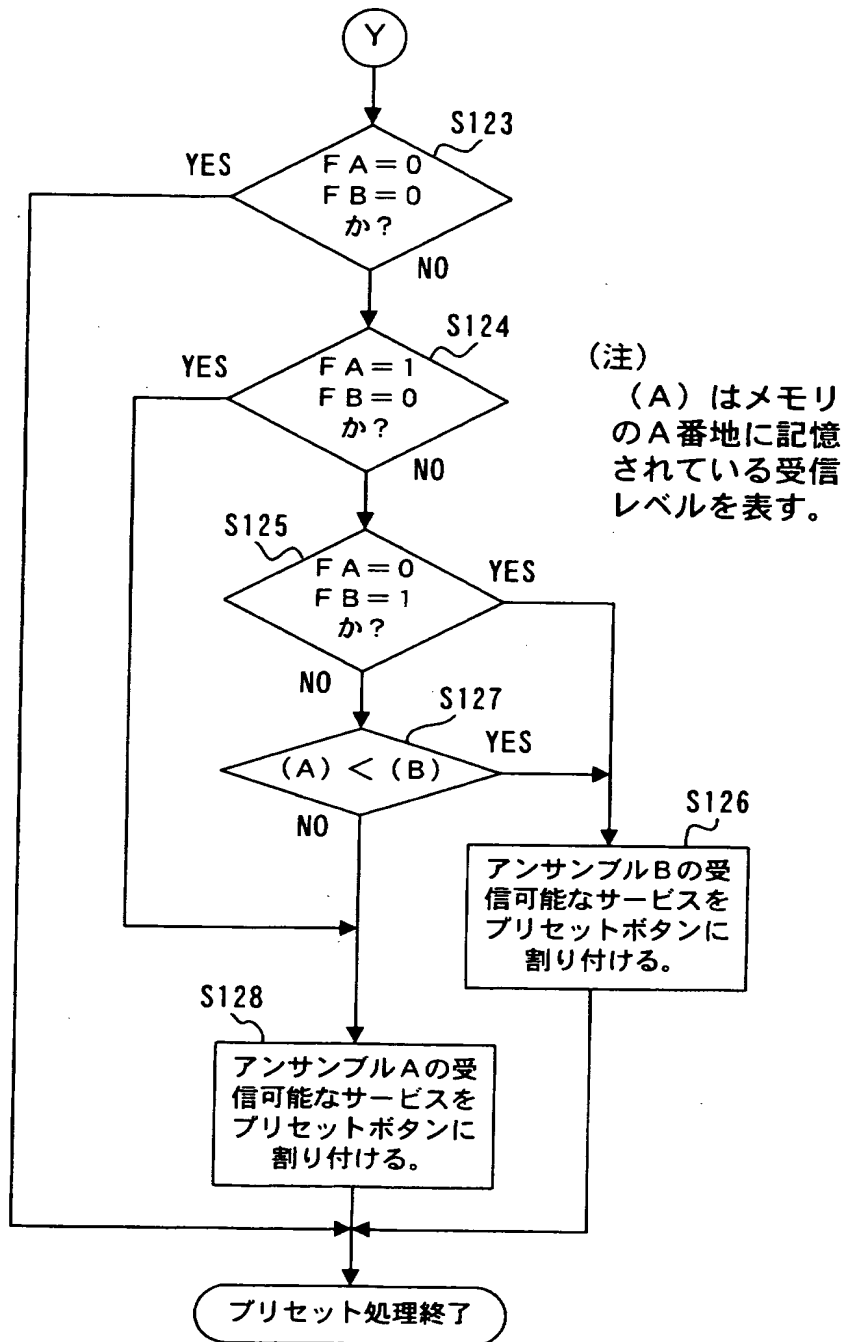 Y
S123
YES
FA=0
FB=0
か?
NO
S124
YES
FA=1
FB=0
か?
NO
(注)
(A)はメモリ
のA番地に記憶
されている受信
レベルを表す。
S125
FA=0
FB=1
か?
YES
NO
S127
(A)<(B)
YES
NO
S126
アンサンブルBの受
信可能なサービスを
プリセットボタンに
割り付ける。
S128
アンサンブルAの受
信可能なサービスを
プリセットボタンに
割り付ける。
プリセット処理終了